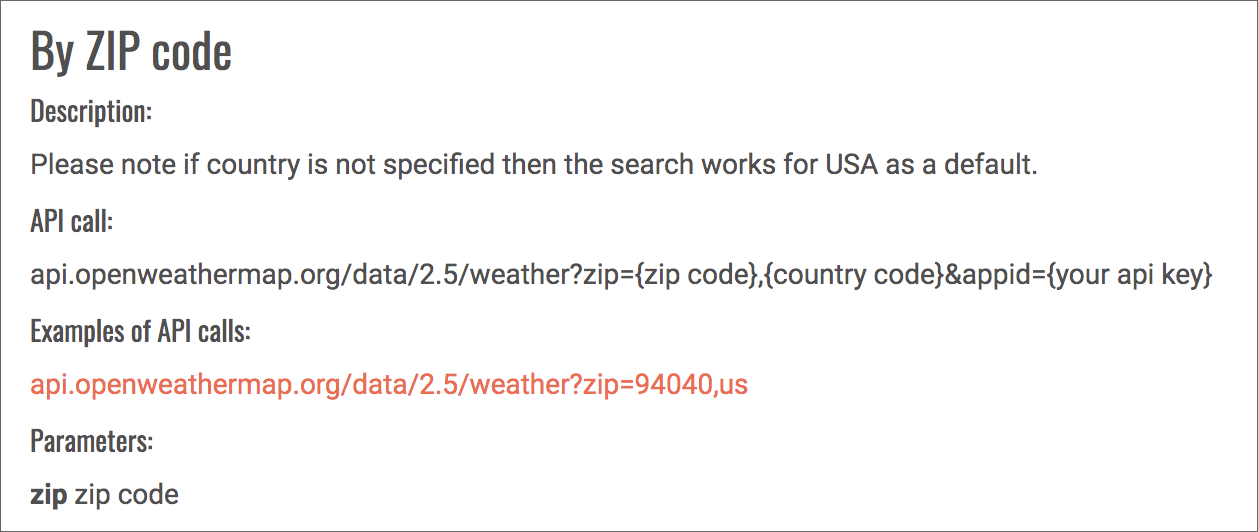 By ZIP code
Description:
Please note if country is not specified then the search works for USA as a default.
API call:
api.openweathermap.org/data/2.5/weather?zip={zip code},{country code}&appid={your api key}
Examples of API calls:
api.openweathermap.org/data/2.5/weather?zip=94040,us
Parameters:
zip zip code